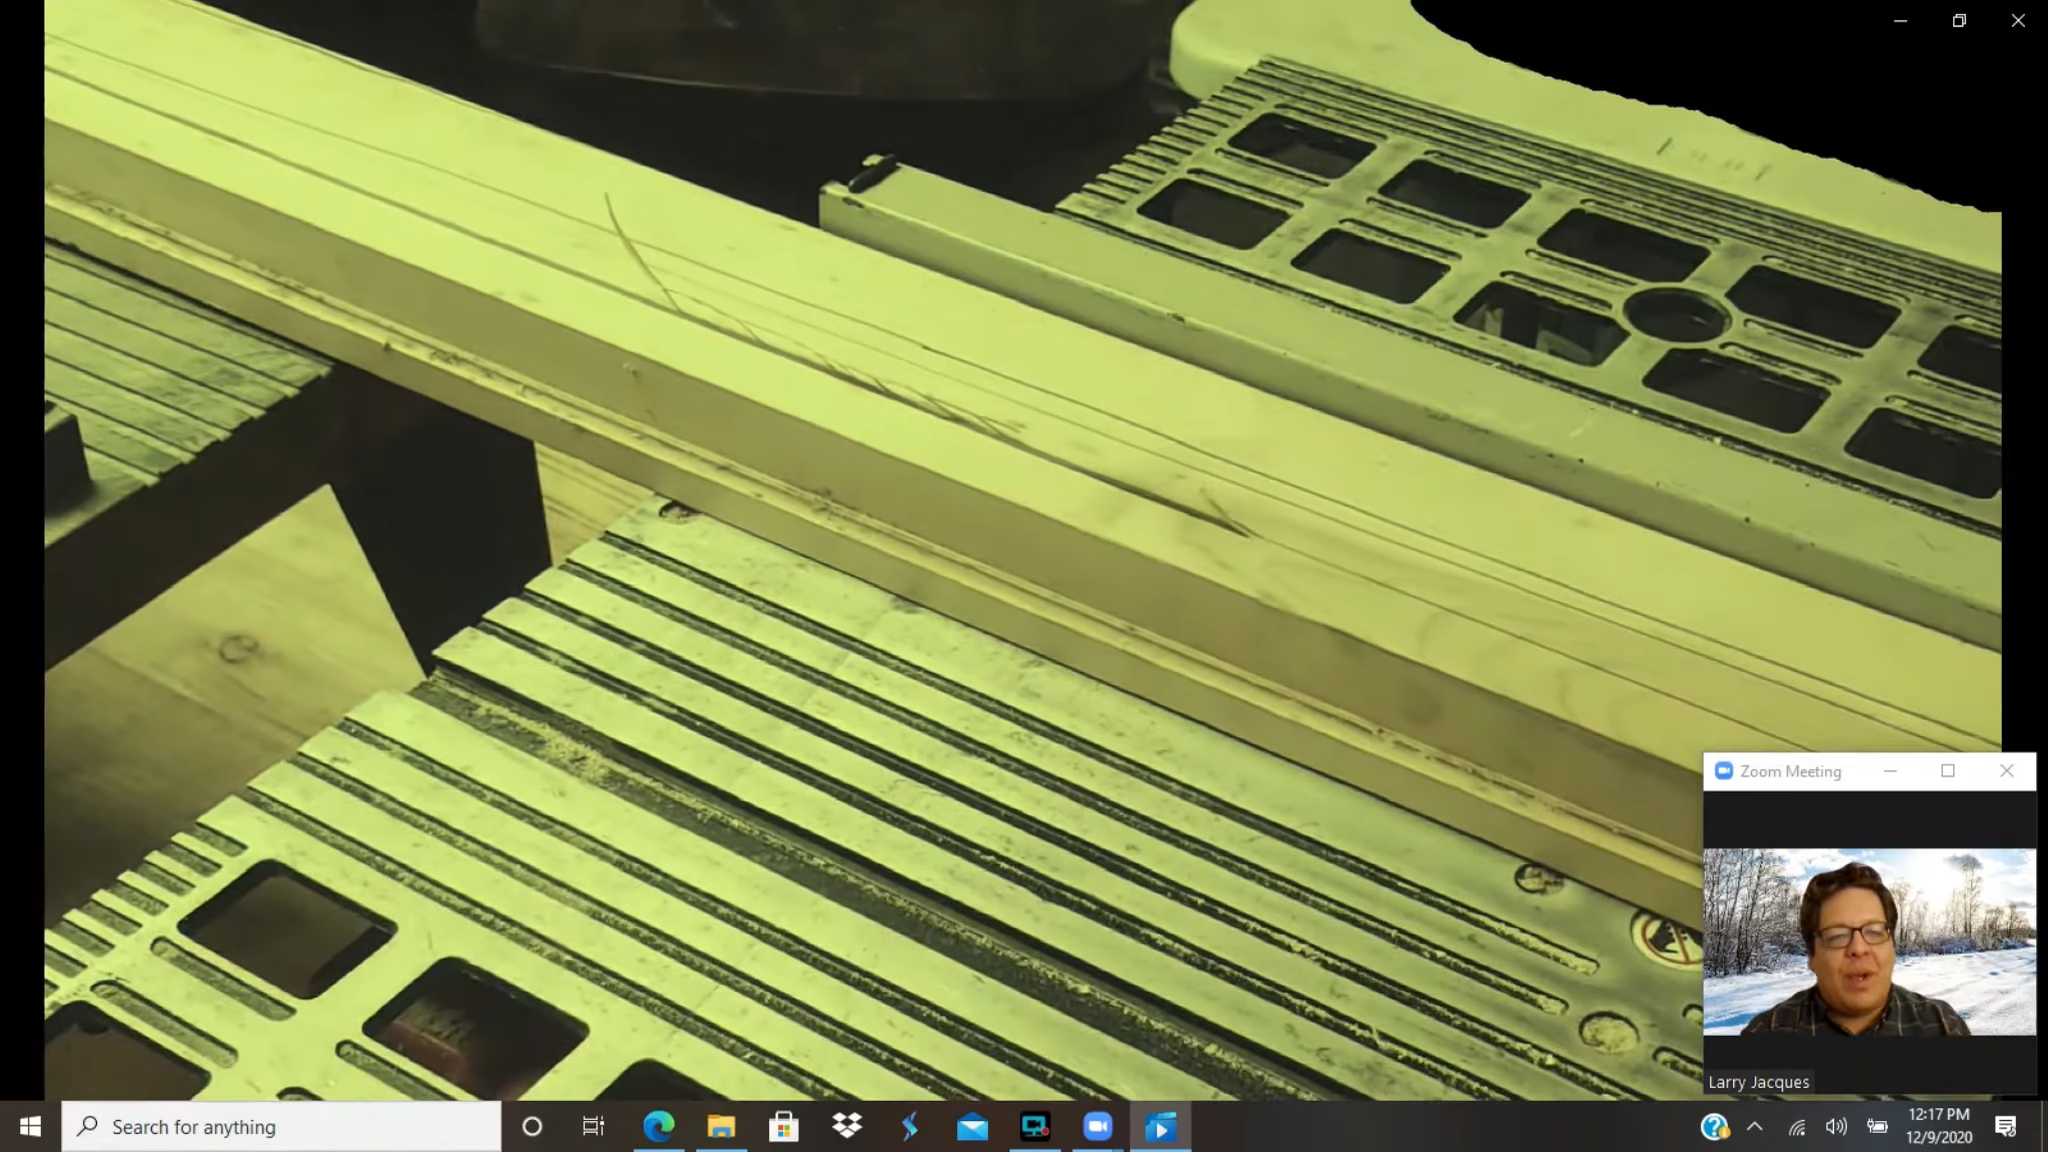 Zoom Meeting
Larry Jacques
Search for anything
12:17 PM
12/9/2020